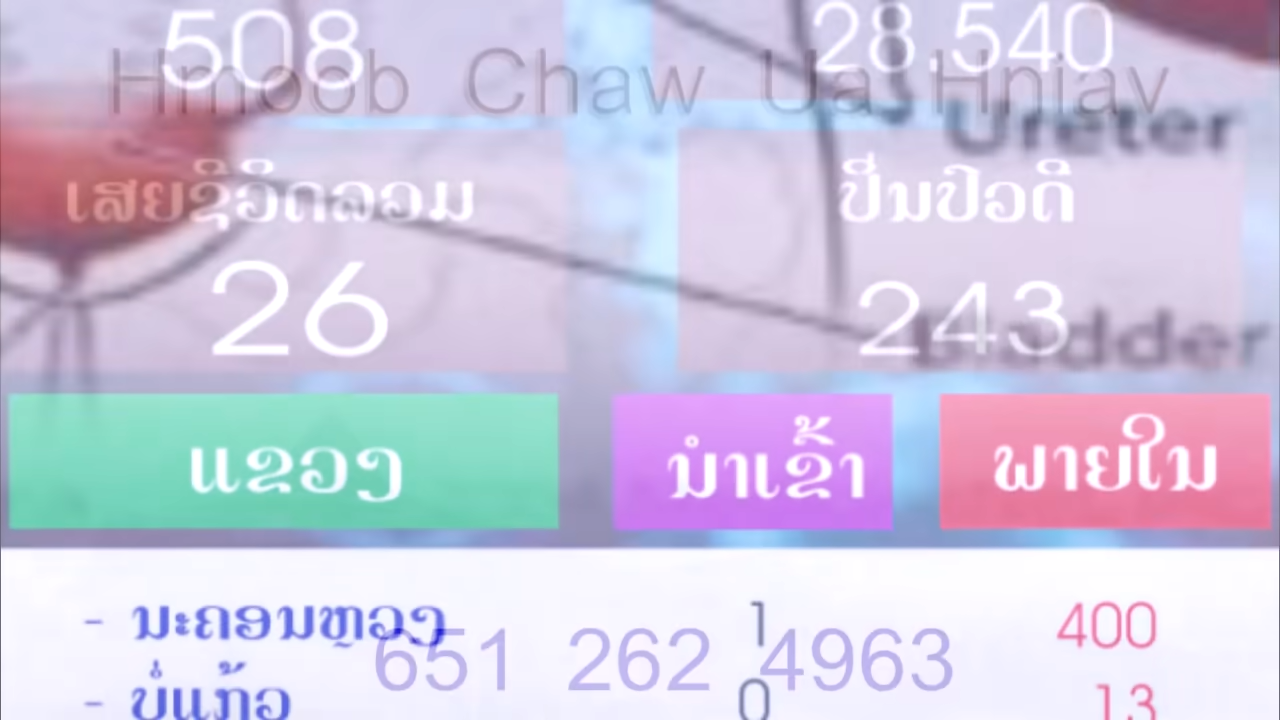 508 28.540
Hmoob Chaw Ua Hniav
Ureter
ເສຍຊີວິດລວມ ປິ່ນປົວດີ
26 243
Bladder
ແຂວງ ນຳເຂົ້າ ພາຍໃນ
- ນະຄອນຫຼວງ 1 400
651 262 4963
- ບໍ່ແກ້ວ 0 13